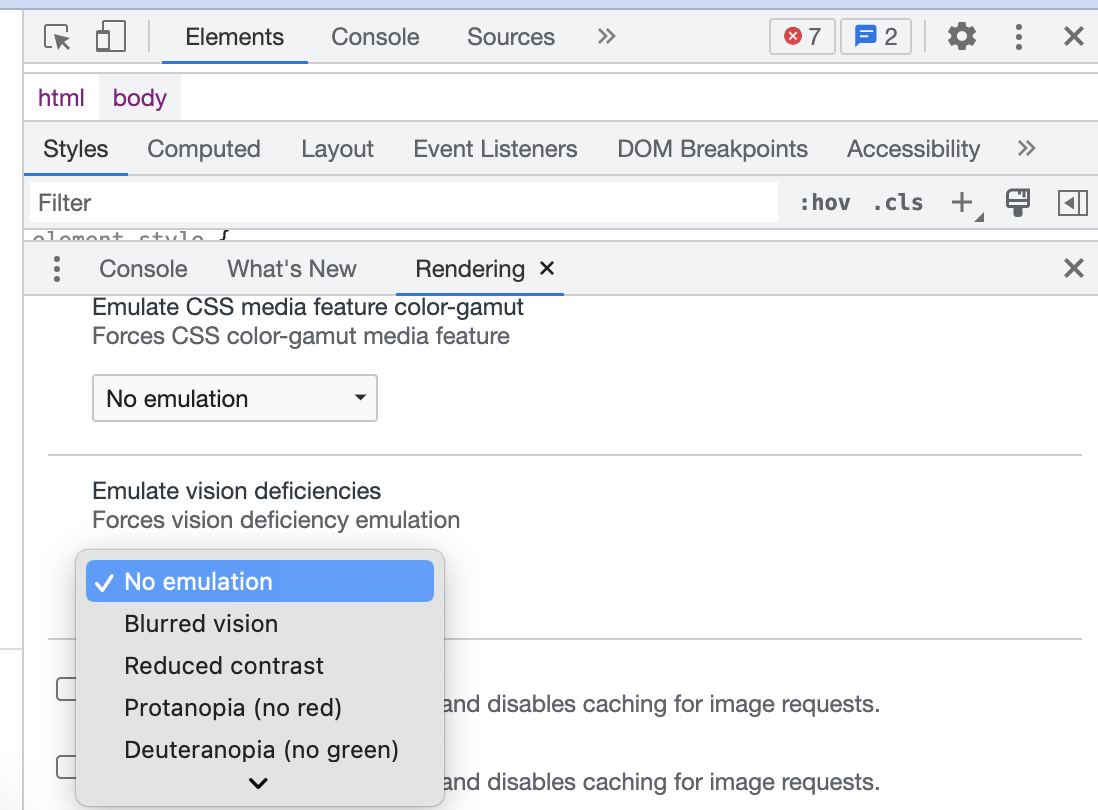 Elements Console Sources 7 2
html body
Styles Computed Layout Event Listeners DOM Breakpoints Accessibility
Filter :hov .cls
element.style {
Console What's New Rendering
Emulate CSS media feature color-gamut
Forces CSS color-gamut media feature
No emulation
Emulate vision deficiencies
Forces vision deficiency emulation
No emulation
Blurred vision
Reduced contrast
Protanopia (no red)
and disables caching for image requests.
Deuteranopia (no green)
and disables caching for image requests.